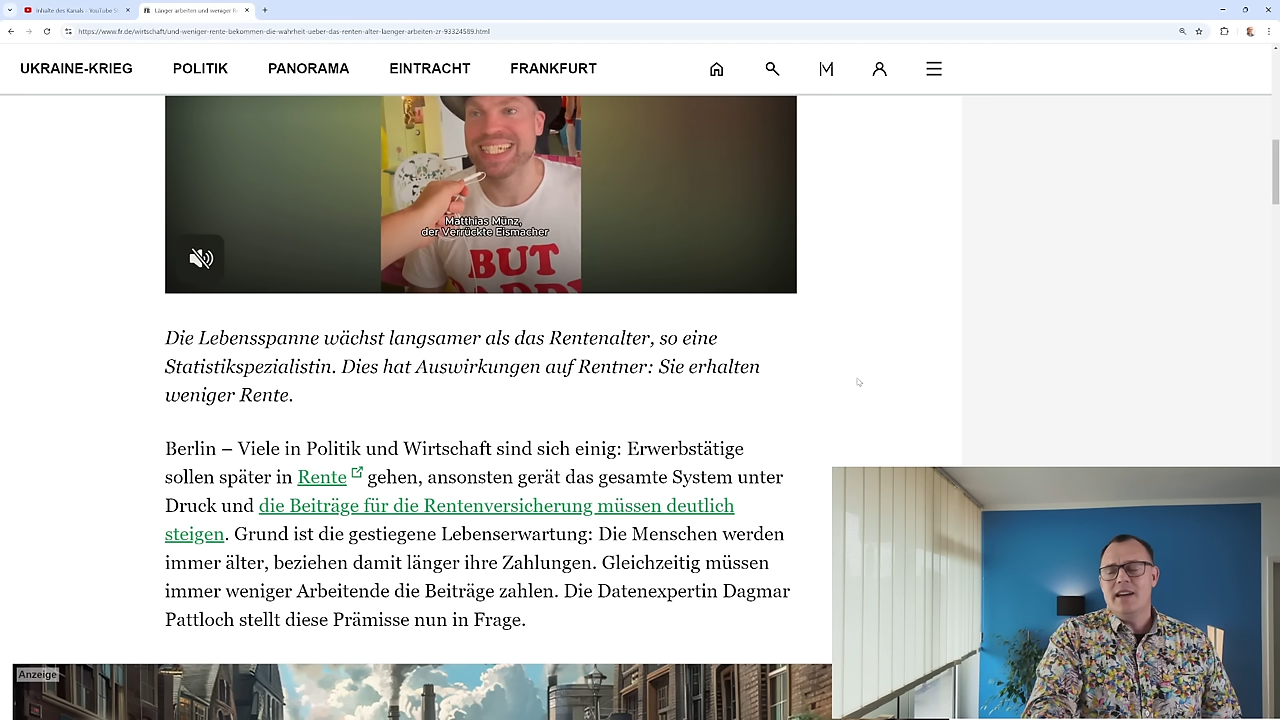 Inhalte des Kanals - YouTube S
Länger arbeiten und weniger R
https://www.fr.de/wirtschaft/und-weniger-rente-bekommen-die-wahrheit-ueber-das-renten-alter-laenger-arbeiten-zr-93324589.html
UKRAINE-KRIEG POLITIK PANORAMA EINTRACHT FRANKFURT
Matthias Münz,
der Verrückte Eismacher
BUT
Die Lebensspanne wächst langsamer als das Rentenalter, so eine
Statistikspezialistin. Dies hat Auswirkungen auf Rentner: Sie erhalten
weniger Rente.
Berlin – Viele in Politik und Wirtschaft sind sich einig: Erwerbstätige
sollen später in Rente gehen, ansonsten gerät das gesamte System unter
Druck und die Beiträge für die Rentenversicherung müssen deutlich
steigen. Grund ist die gestiegene Lebenserwartung: Die Menschen werden
immer älter, beziehen damit länger ihre Zahlungen. Gleichzeitig müssen
immer weniger Arbeitende die Beiträge zahlen. Die Datenexpertin Dagmar
Pattloch stellt diese Prämisse nun in Frage.
Anzeige